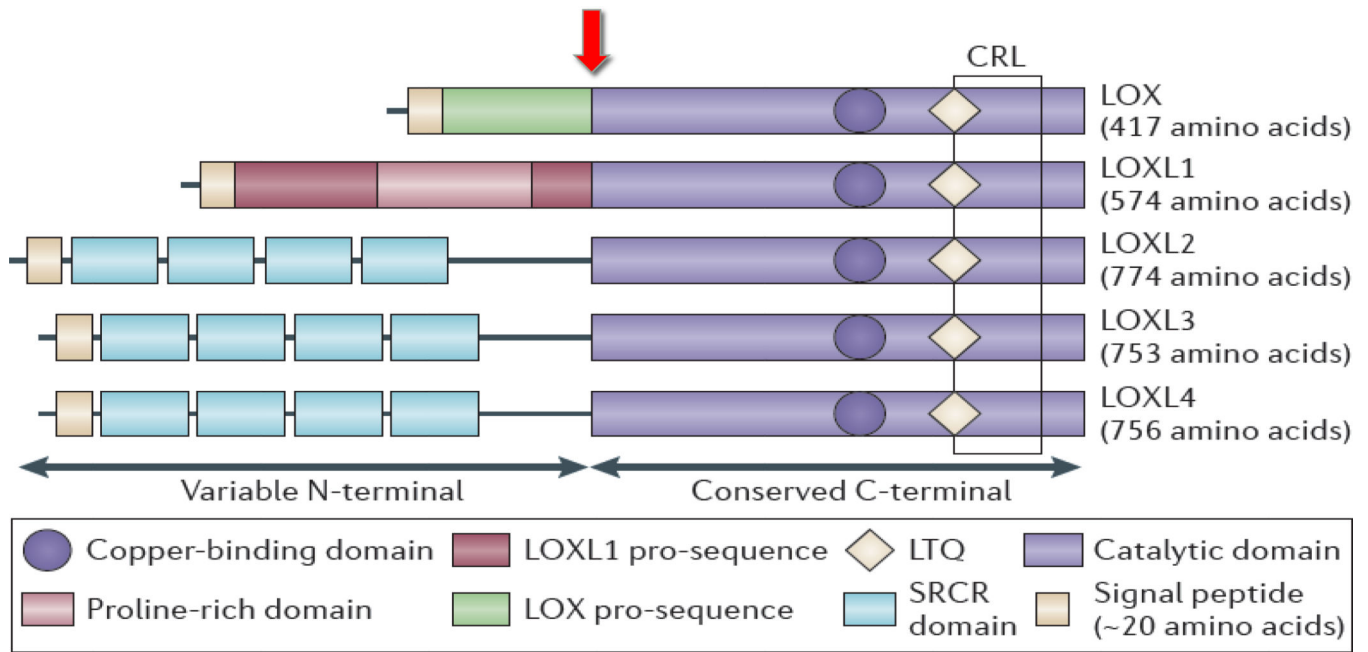 CRL
LOX
(417 amino acids)
LOXL1
(574 amino acids)
LOXL2
(774 amino acids)
LOXL3
(753 amino acids)
LOXL4
(756 amino acids)
Variable N-terminal
Conserved C-terminal
Copper-binding domain
LOXL1 pro-sequence
LTQ
Catalytic domain
Proline-rich domain
LOX pro-sequence
SRCR
domain
Signal peptide
(~20 amino acids)